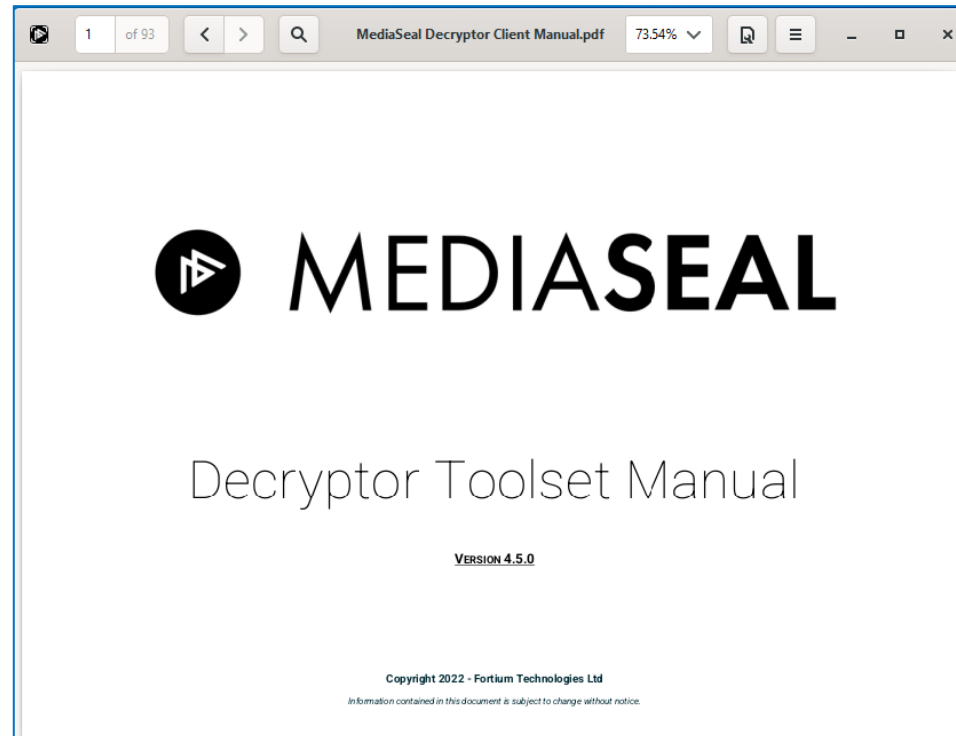 1 of 93 MediaSeal Decryptor Client Manual.pdf 73.54%
MEDIASEAL
Decryptor Toolset Manual
VERSION 4.5.0
Copyright 2022 - Fortium Technologies Ltd
Information contained in this document is subject to change without notice.